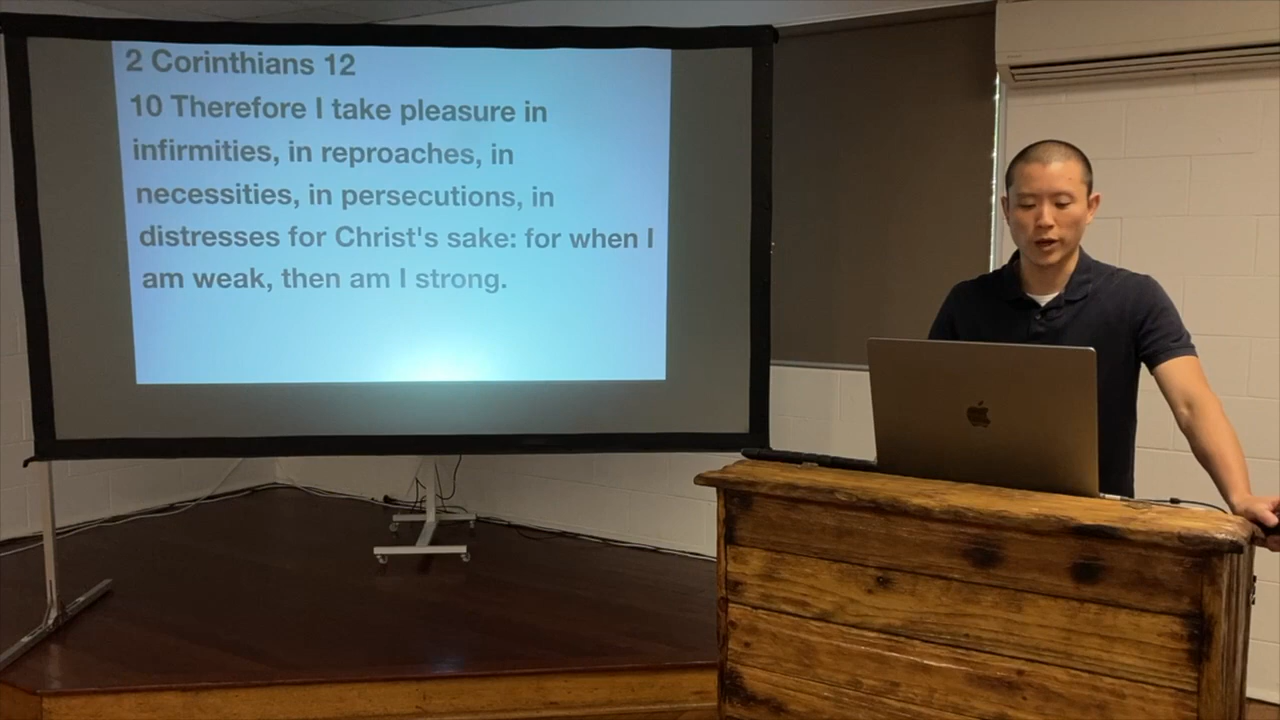 2 Corinthians 12
10 Therefore I take pleasure in
infirmities, in reproaches, in
necessities, in persecutions, in
distresses for Christ's sake: for when I
am weak, then am I strong.